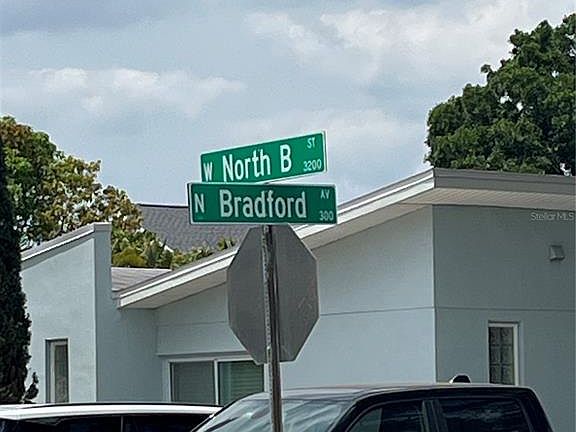 W North B ST 3200
N Bradford AV 300
Stellar MLS